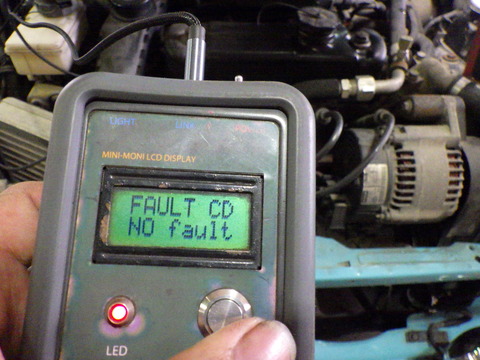 MINI-MONI LCD DISPLAY
FAULT CD
NO fault
LED